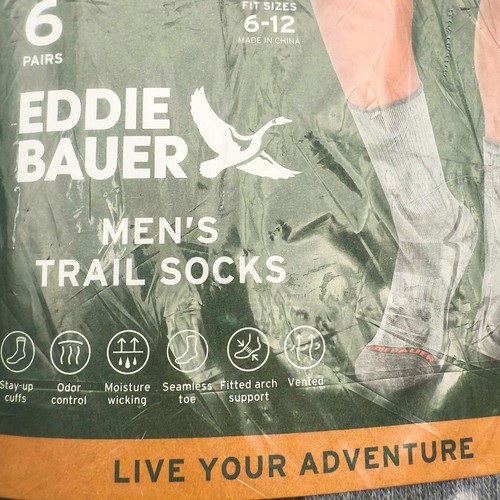 6
PAIRS
FIT SIZES
6-12
MADE IN CHINA
EDDIE
BAUER
MEN'S
TRAIL SOCKS
Stay-up
cuffs
Odor
control
Moisture
wicking
Seamless
toe
Fitted arch
support
Vented
LIVE YOUR ADVENTURE